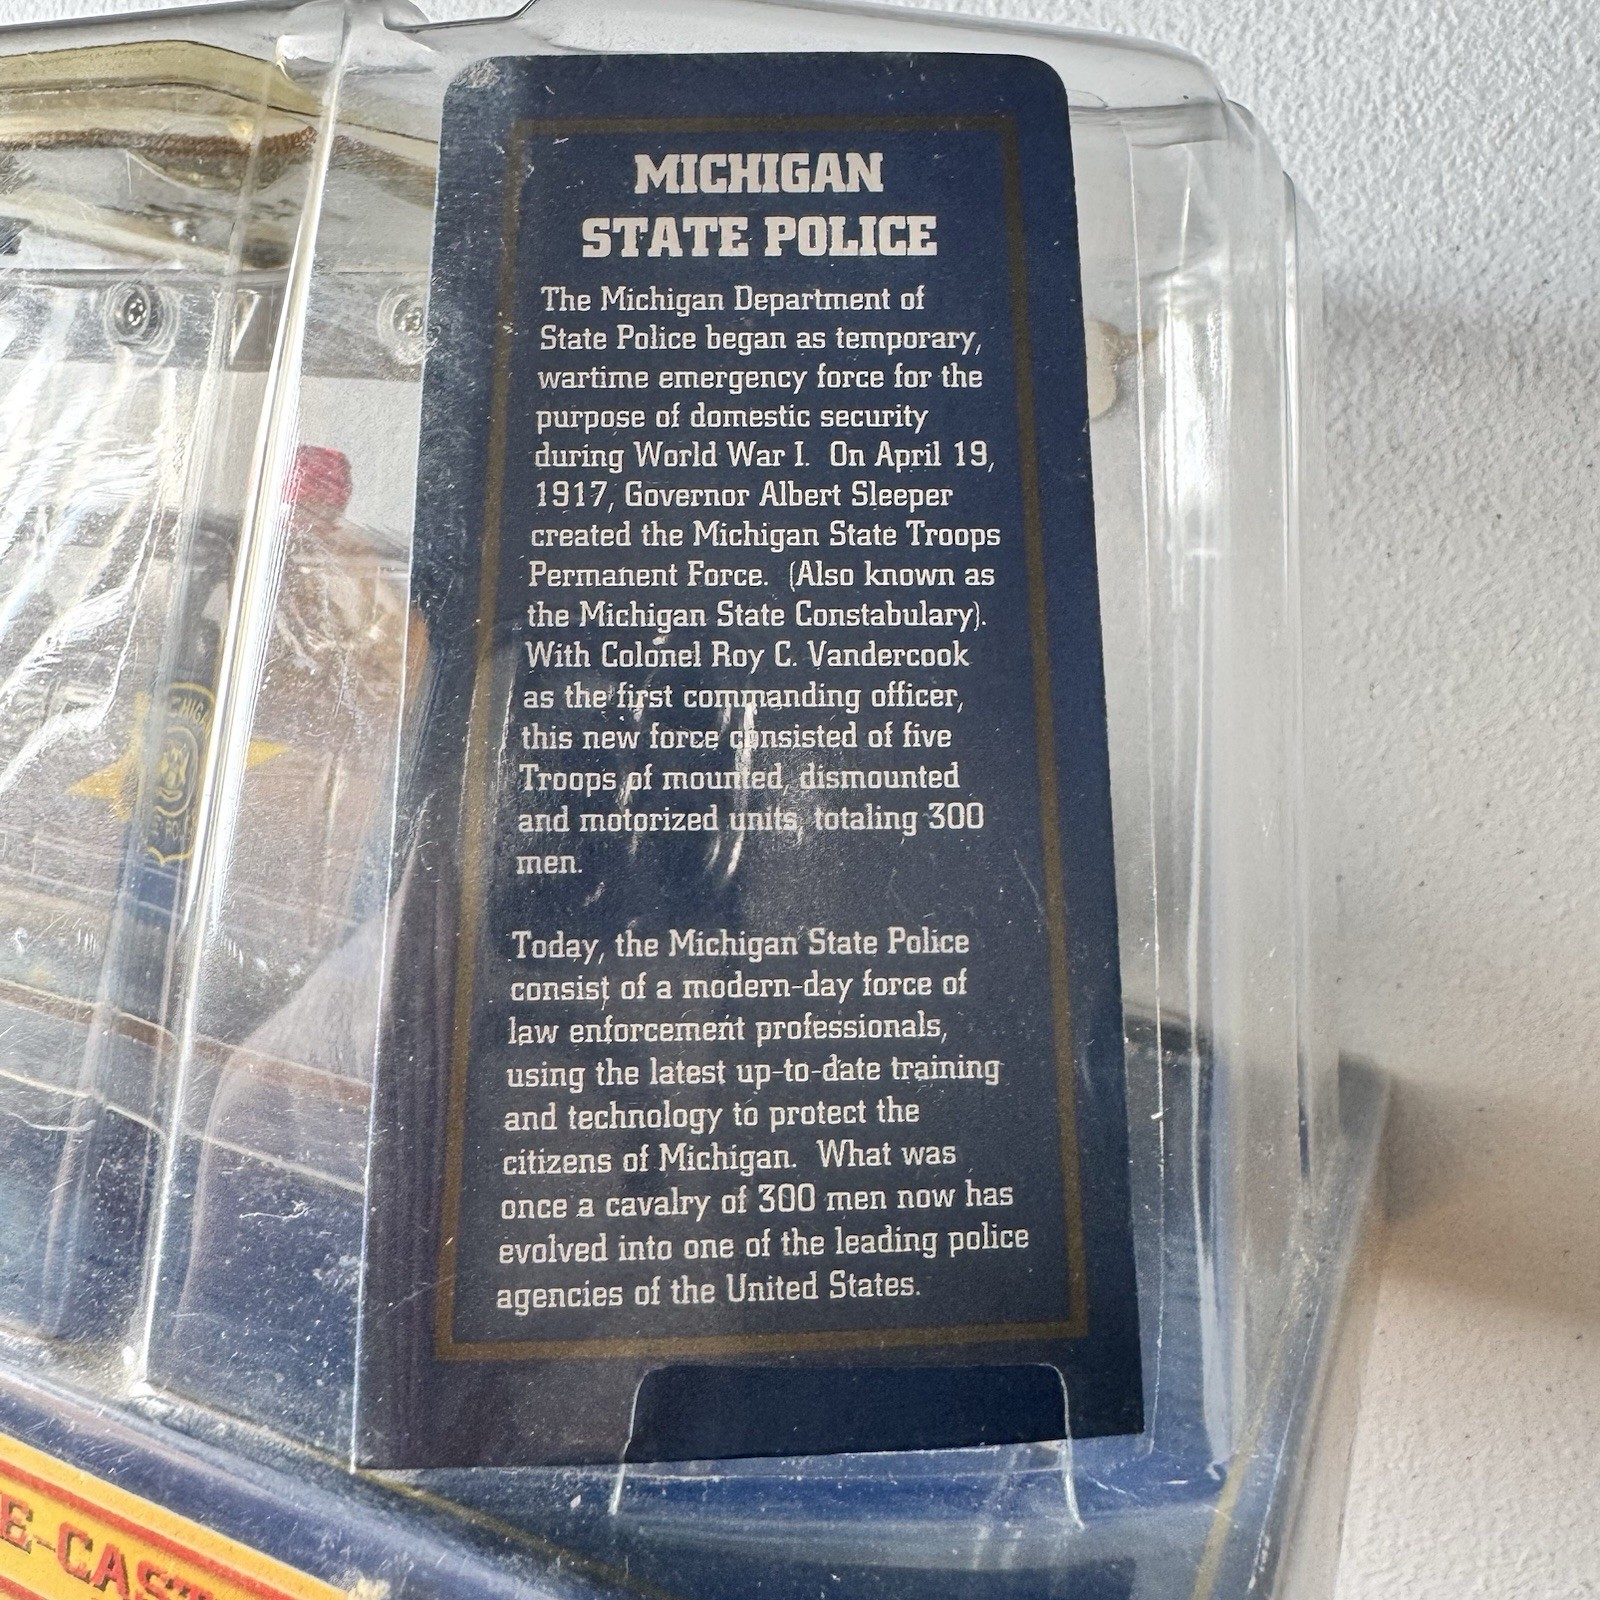 MICHIGAN
STATE POLICE
The Michigan Department of
State Police began as temporary,
wartime emergency force for the
purpose of domestic security
during World War I. On April 19,
1917, Governor Albert Sleeper
created the Michigan State Troops
Permanent Force. (Also known as
the Michigan State Constabulary).
With Colonel Roy C. Vandercook
as the first commanding officer,
this new force consisted of five
Troops of mounted, dismounted
and motorized units, totaling 300
men.
Today, the Michigan State Police
consist of a modern-day force of
law enforcement professionals,
using the latest up-to-date training
and technology to protect the
citizens of Michigan. What was
once a cavalry of 300 men now has
evolved into one of the leading police
agencies of the United States.
E-CAST